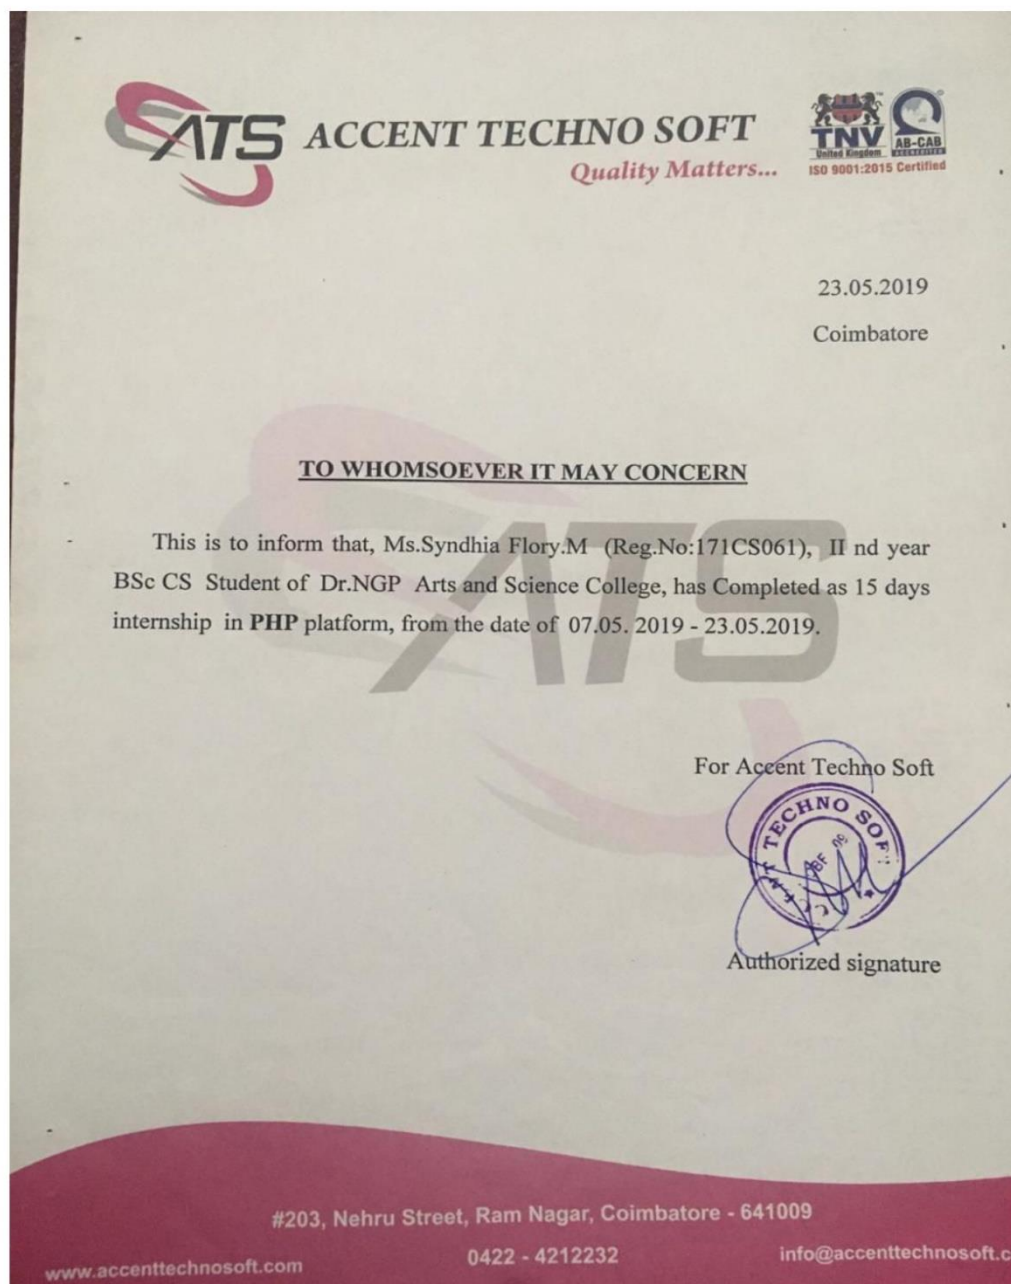 ATS ACCENT TECHNO SOFT
Quality Matters...
TNV
United Kingdom
AB-CAB
ACCREDITED
ISO 9001:2015 Certified
23.05.2019
Coimbatore
TO WHOMSOEVER IT MAY CONCERN
This is to inform that, Ms.Syndhia Flory.M (Reg.No:171CS061), II nd year
BSc CS Student of Dr.NGP Arts and Science College, has Completed as 15 days
internship in PHP platform, from the date of 07.05. 2019 - 23.05.2019.
ATS
For Accent Techno Soft
TECHNO SOFT
Authorized signature
#203, Nehru Street, Ram Nagar, Coimbatore - 641009
0422 - 4212232
www.accenttechnosoft.com
info@accenttechnosoft.c